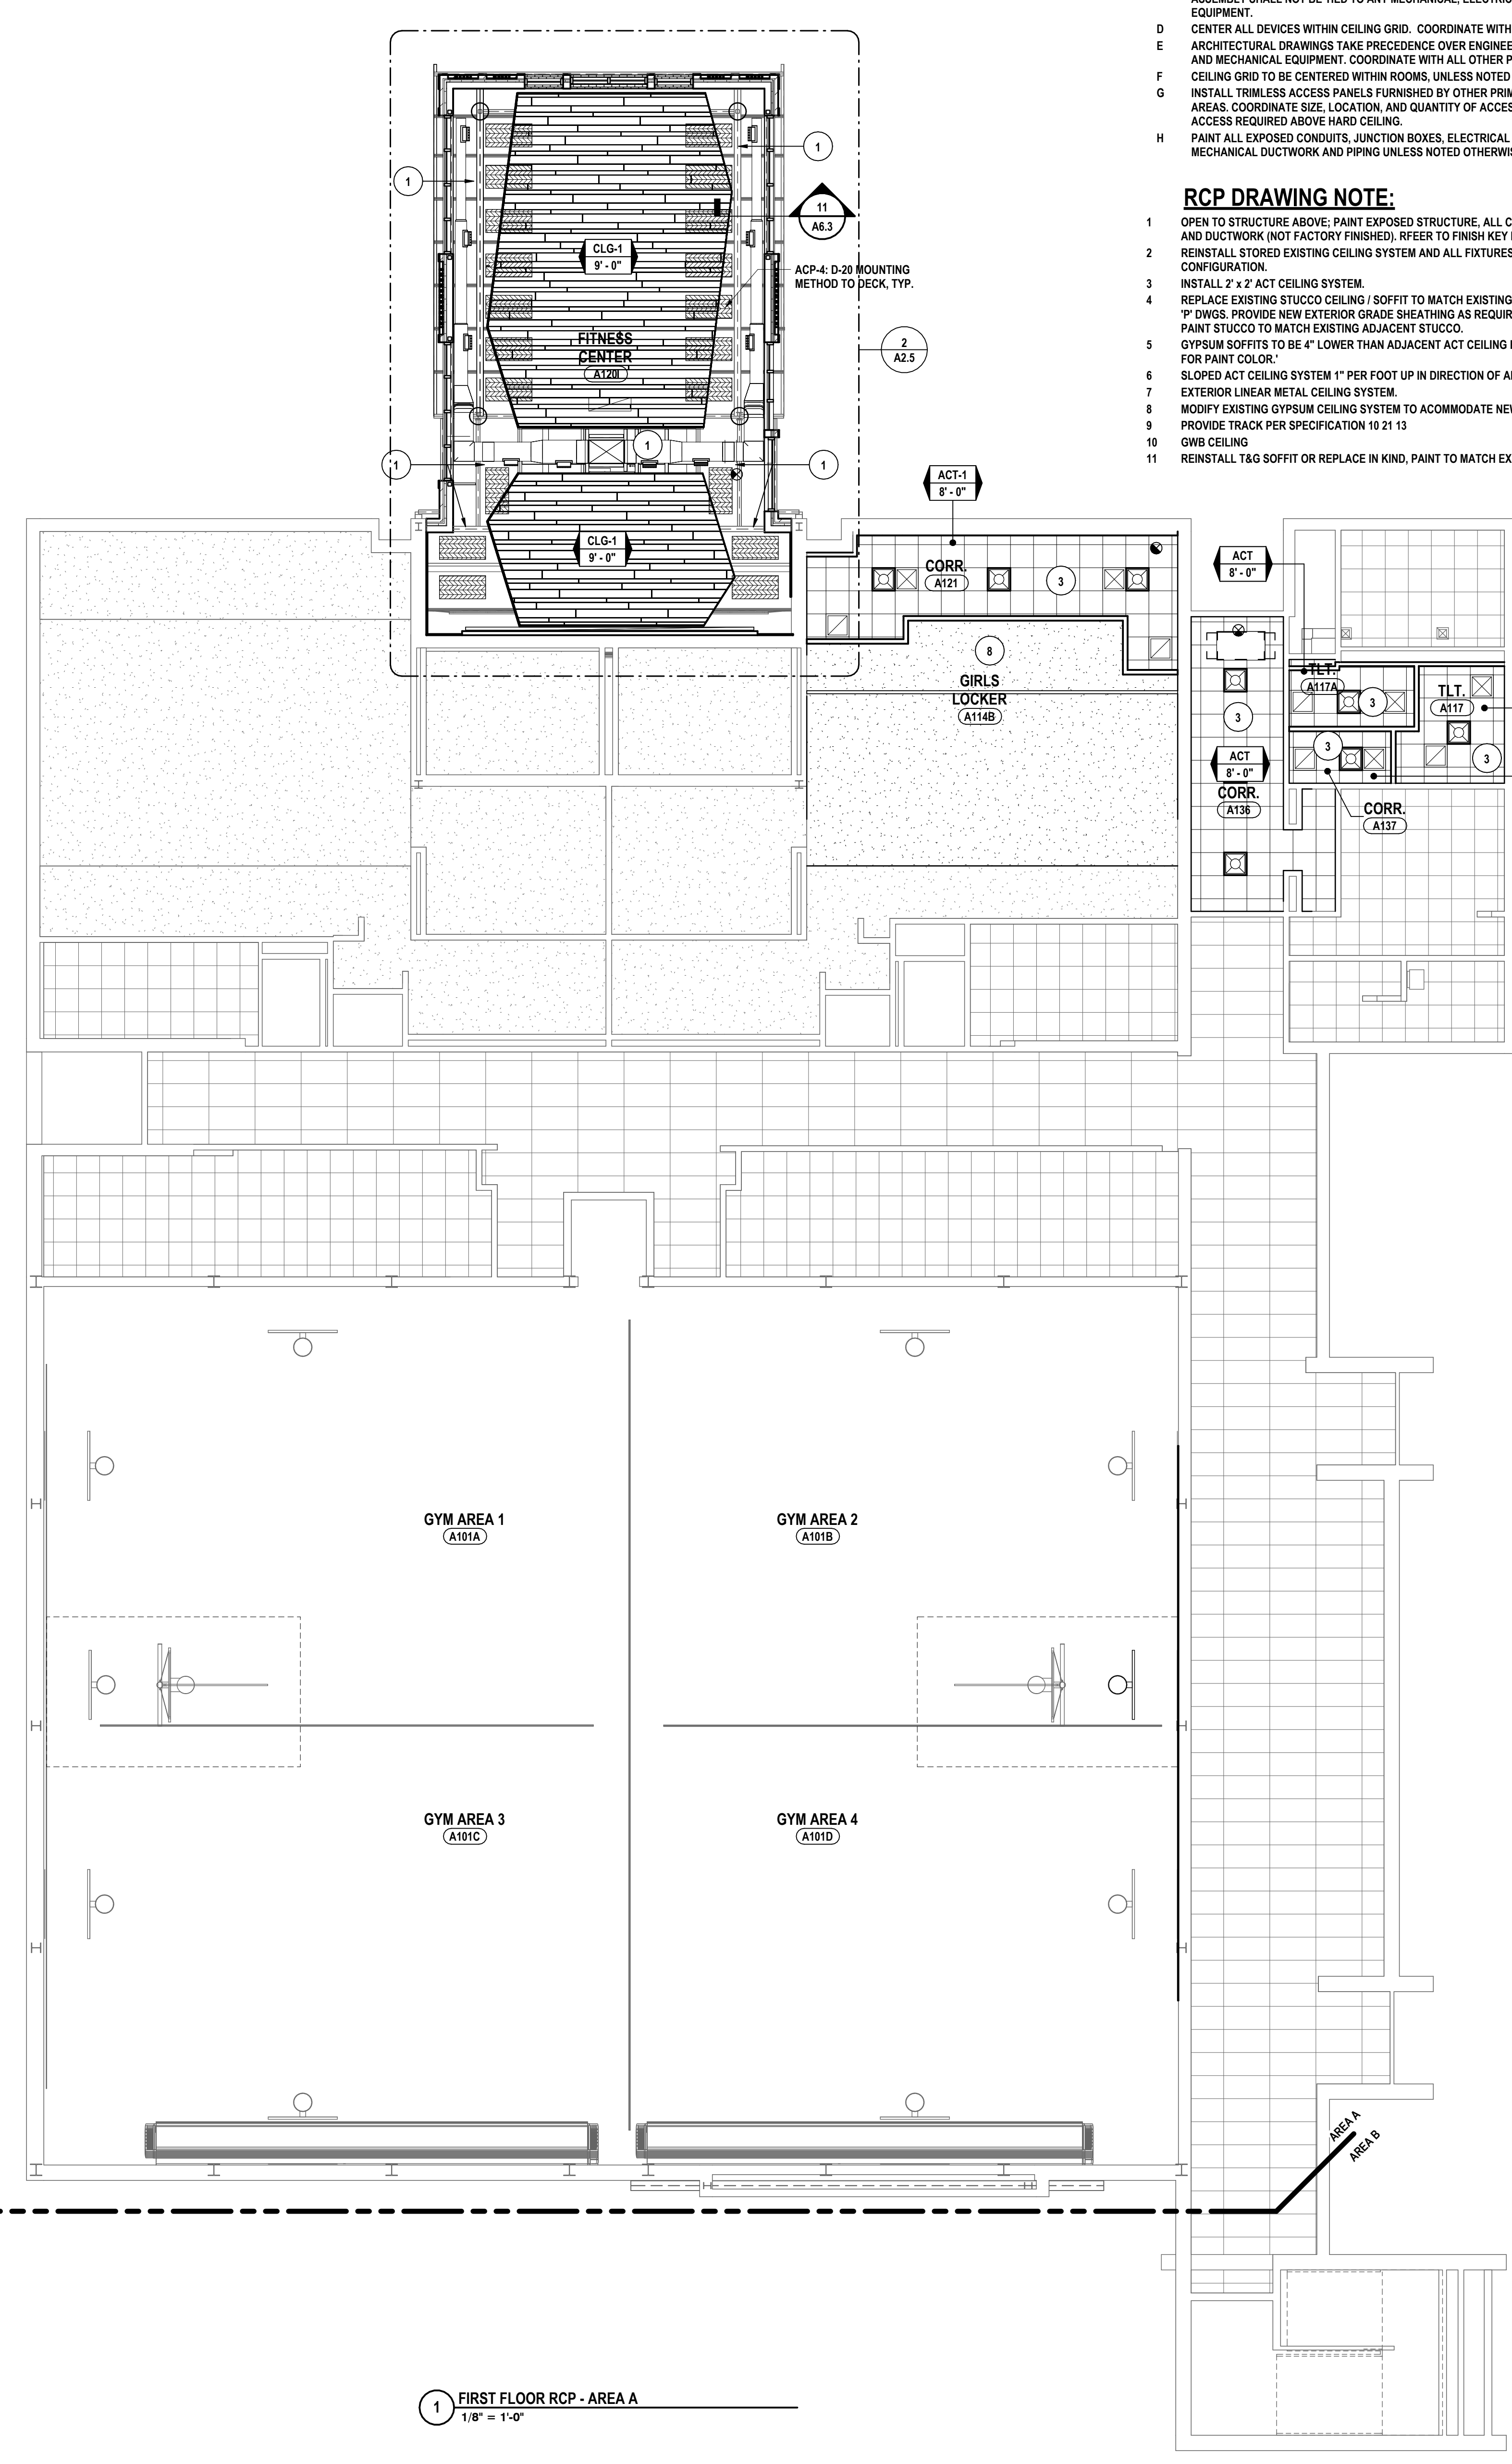 EQUIPMENT.
D CENTER ALL DEVICES WITHIN CEILING GRID. COORDINATE WITH
E ARCHITECTURAL DRAWINGS TAKE PRECEDENCE OVER
AND MECHANICAL EQUIPMENT. COORDINATE WITH ALL OTHER
F CEILING GRID TO BE CENTERED WITHIN ROOMS, UNLESS NOTED
G INSTALL TRIMLESS ACCESS PANELS FURNISHED BY OTHER
AREAS. COORDINATE SIZE, LOCATION, AND QUANTITY OF
ACCESS REQUIRED ABOVE HARD CEILING.
H PAINT ALL EXPOSED CONDUITS, JUNCTION BOXES, ELECTRICAL
MECHANICAL DUCTWORK AND PIPING UNLESS NOTED
RCP DRAWING NOTE:
1 OPEN TO STRUCTURE ABOVE; PAINT EXPOSED STRUCTURE, ALL
AND DUCTWORK (NOT FACTORY FINISHED). RFEER TO FINISH KEY
2 REINSTALL STORED EXISTING CEILING SYSTEM AND ALL FIXTURES
CONFIGURATION.
3 INSTALL 2' x 2' ACT CEILING SYSTEM.
4 REPLACE EXISTING STUCCO CEILING / SOFFIT TO MATCH EXISTING
'P' DWGS. PROVIDE NEW EXTERIOR GRADE SHEATHING AS
PAINT STUCCO TO MATCH EXISTING ADJACENT STUCCO.
5 GYPSUM SOFFITS TO BE 4" LOWER THAN ADJACENT ACT CEILING
FOR PAINT COLOR.'
6 SLOPED ACT CEILING SYSTEM 1" PER FOOT UP IN DIRECTION OF
7 EXTERIOR LINEAR METAL CEILING SYSTEM.
8 MODIFY EXISTING GYPSUM CEILING SYSTEM TO ACOMMODATE
9 PROVIDE TRACK PER SPECIFICATION 10 21 13
10 GWB CEILING
11 REINSTALL T&G SOFFIT OR REPLACE IN KIND, PAINT TO MATCH
1
1
11
A6.3
CLG-1
9' - 0"
ACP-4: D-20 MOUNTING
METHOD TO DECK, TYP.
FITNESS
CENTER
A120I
2
A2.5
1
1
1
CLG-1
9' - 0"
ACT-1
8' - 0"
CORR.
A121
3
ACT
8' - 0"
8
GIRLS
LOCKER
A114B
TLT.
A117A
3
TLT.
A117
3
3
3
ACT
8' - 0"
CORR.
A136
CORR.
A137
GYM AREA 1
A101A
GYM AREA 2
A101B
GYM AREA 3
A101C
GYM AREA 4
A101D
AREA A
AREA B
1 FIRST FLOOR RCP - AREA A
1/8" = 1'-0"